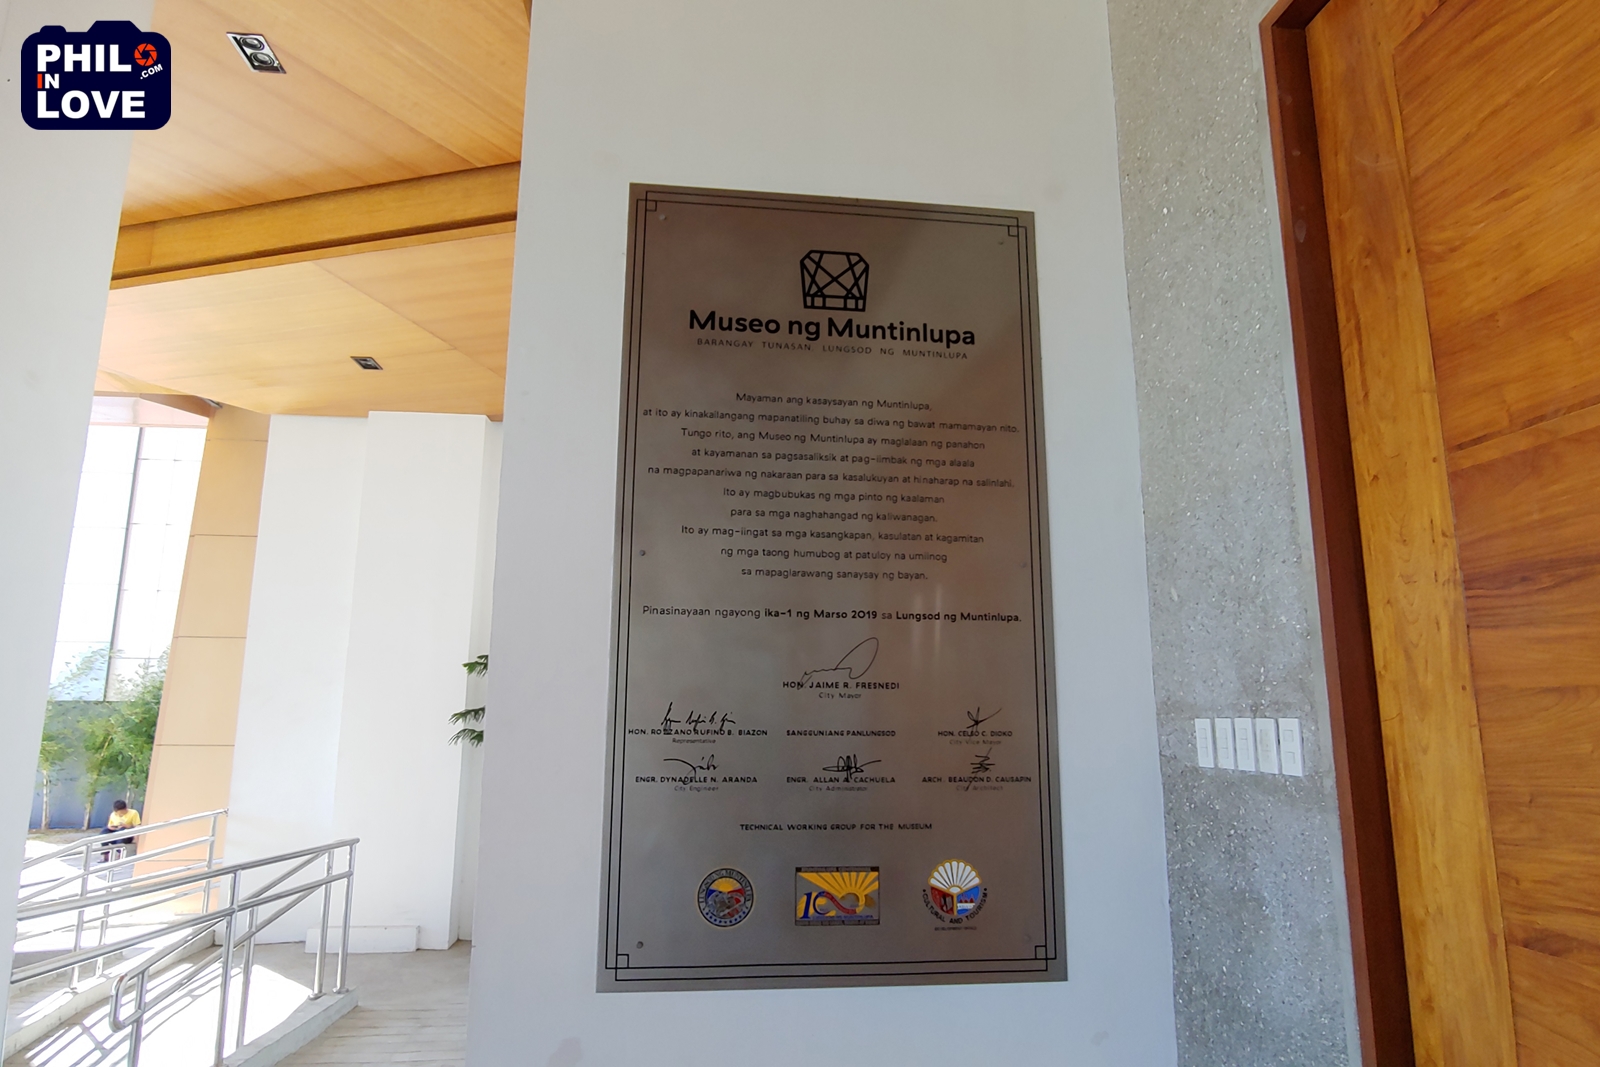 PHIL
IN
.COM
LOVE
Museo ng Muntinlupa
BARANGAY TUNASAN, LUNGSOD NG MUNTINLUPA
Mayaman ang kasaysayan ng Muntinlupa,
at ito ay kinakailangang mapanatiling buhay sa diwa ng bawat mamamayan nito.
Tungo rito, ang Museo ng Muntinlupa ay maglalaan ng panahon
at kayamanan sa pagsasaliksik at pag-iimbak ng mga alaala
na magpapanariwa ng nakaraan para sa kasalukuyan at hinaharap na salinlahi.
Ito ay magbubukas ng mga pinto ng kaalaman
para sa mga naghahangad ng kaliwanagan.
Ito ay mag-iingat sa mga kasangkapan, kasulatan at kagamitan
ng mga taong humubog at patuloy na umiinog
sa mapaglarawang sanaysay ng bayan.
Pinasinayaan ngayong ika-1 ng Marso 2019 sa Lungsod ng Muntinlupa.
HON. JAIME R. FRESNEDI
City Mayor
HON. ROZZANO RUFINO B. BIAZON
Representative
SANGGUNIANG PANLUNGSOD
HON. CELSO C. DIOKO
City Vice Mayor
ENGR. DYNABELLE N. ARANDA
City Engineer
ENGR. ALLAN A. CACHUELA
City Administrator
ARCH. BEAUDON D. CAUSAPIN
City Architect
TECHNICAL WORKING GROUP FOR THE MUSEUM
CULTURAL AND TOURISM